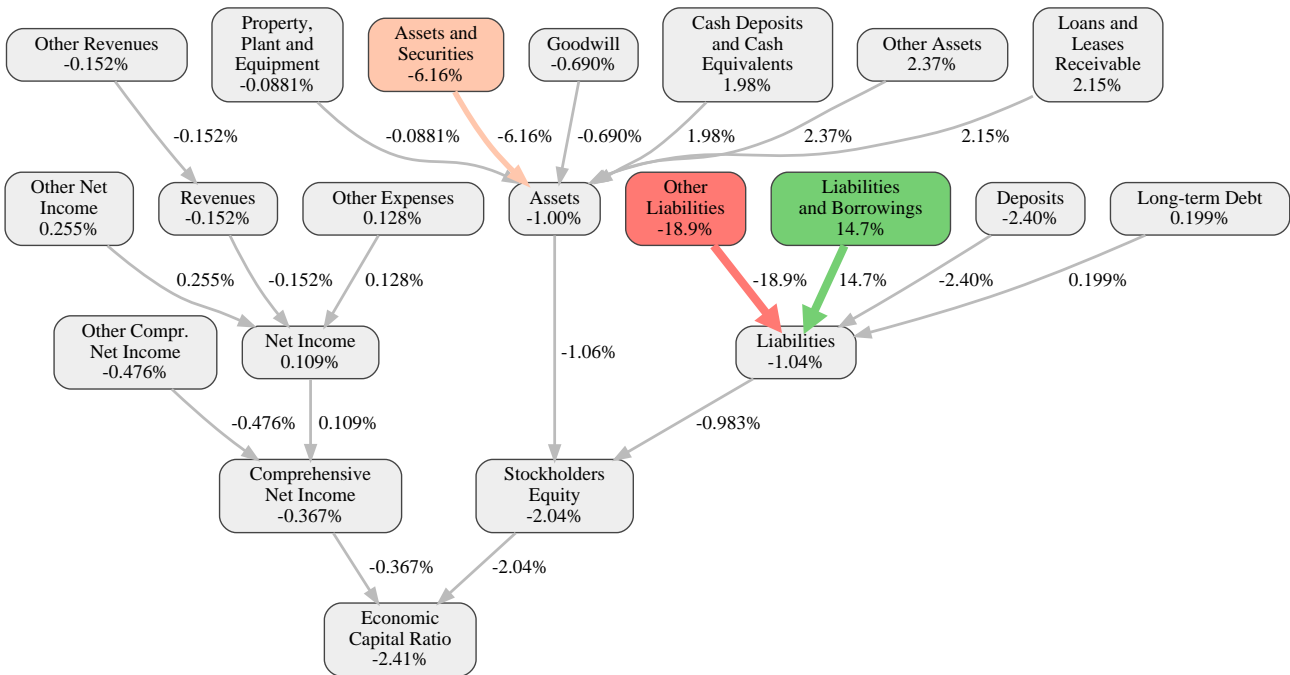 Other Revenues
-0.152%
Property,
Plant and
Equipment
-0.0881%
Assets and
Securities
-6.16%
Goodwill
-0.690%
Cash Deposits
and Cash
Equivalents
1.98%
Other Assets
2.37%
Loans and
Leases
Receivable
2.15%
-0.152%
-0.0881%
-6.16%
-0.690%
1.98%
2.37%
2.15%
Other Net
Income
0.255%
Revenues
-0.152%
Other Expenses
0.128%
Assets
-1.00%
Other
Liabilities
-18.9%
Liabilities
and Borrowings
14.7%
Deposits
-2.40%
Long-term Debt
0.199%
0.255%
-0.152%
0.128%
-18.9%
14.7%
-2.40%
0.199%
Other Compr.
Net Income
-0.476%
Net Income
0.109%
-1.06%
Liabilities
-1.04%
-0.476%
0.109%
-0.983%
Comprehensive
Net Income
-0.367%
Stockholders
Equity
-2.04%
-0.367%
-2.04%
Economic
Capital Ratio
-2.41%